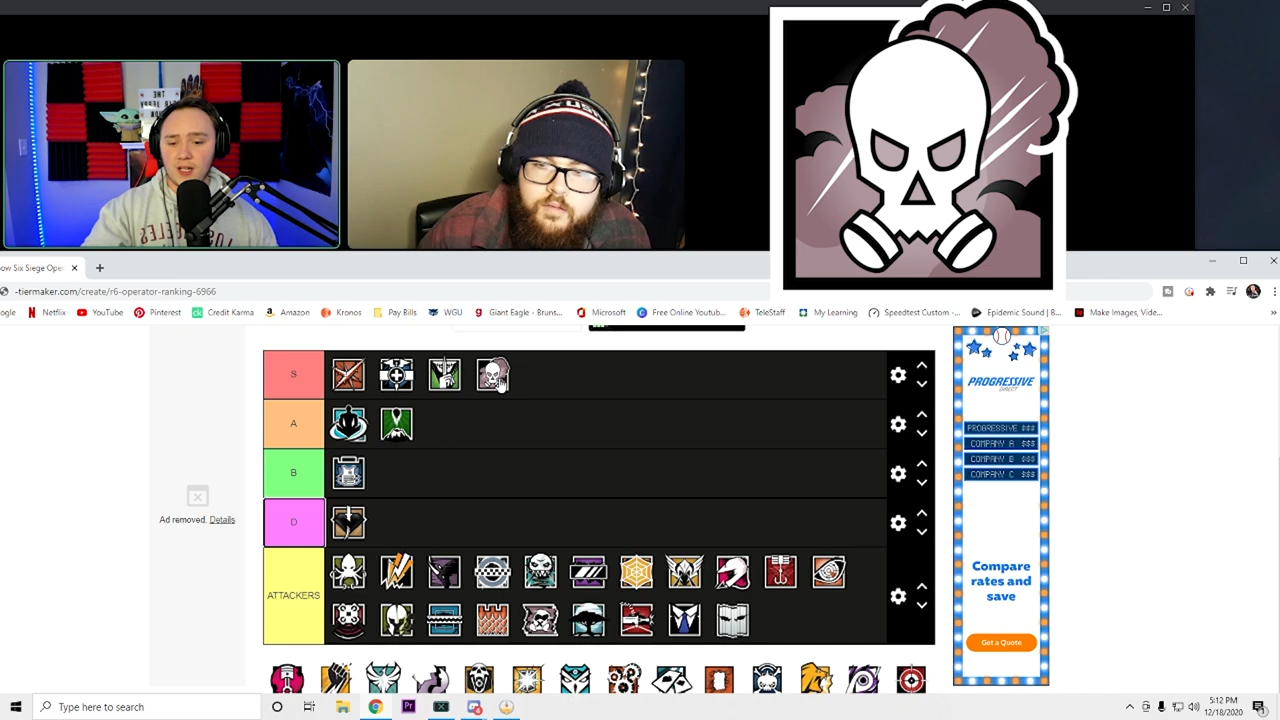 ow Six Siege Oper
-tiermaker.com/create/r6-operator-ranking-6966
ogle Netflix YouTube Pinterest Credit Karma Amazon Kronos Pay Bills WGU Giant Eagle - Bruns... Microsoft Free Online Youtub... TeleStaff My Learning Speedtest Custom -... Epidemic Sound | B... Make Images, Vide... »
S
A
B
D
ATTACKERS
Ad removed. Details
PROGRESSIVE
DIRECT
PROGRESSIVE $$$
COMPANY A $$$
COMPANY B $$$
COMPANY C $$$
Compare
rates and
save
Get a Quote
Type here to search
Pr
5:12 PM
12/18/2020